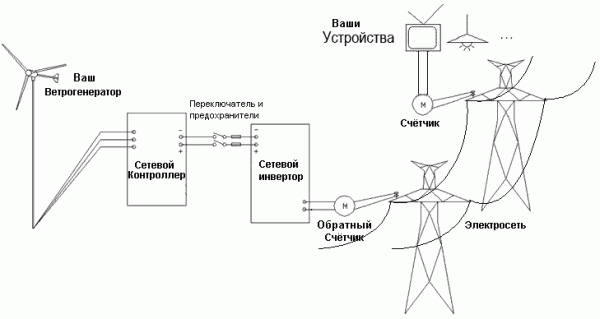 Ваши
Устройства
...
Ваш
Ветрогенератор
Переключатель и
предохранители
М
Счётчик
–
+
–
+
Сетевой
Контроллер
Сетевой
инвертор
М
Обратный
Счётчик
Электросеть